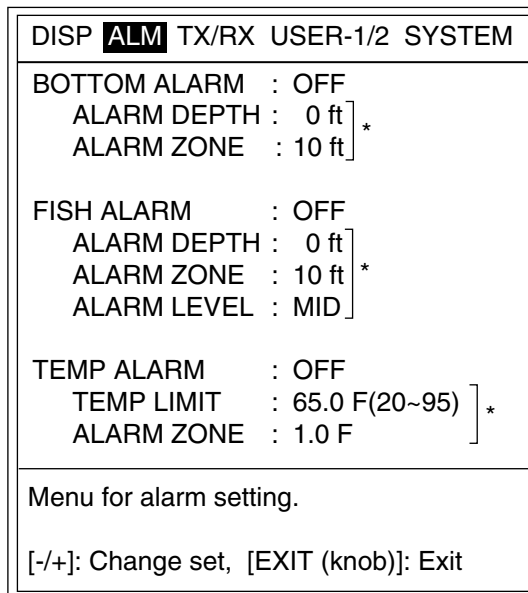 DISP ALM TX/RX USER-1/2 SYSTEM
BOTTOM ALARM : OFF
ALARM DEPTH : 0 ft
ALARM ZONE : 10 ft
*
FISH ALARM : OFF
ALARM DEPTH : 0 ft
ALARM ZONE : 10 ft *
ALARM LEVEL : MID
TEMP ALARM : OFF
TEMP LIMIT : 65.0 F(20~95)
ALARM ZONE : 1.0 F
*
Menu for alarm setting.
[-/+]: Change set, [EXIT (knob)]: Exit